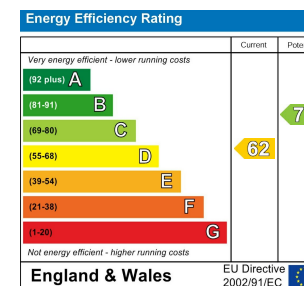 Energy Efficiency Rating
Current
Very energy efficient - lower running costs
(92 plus) A
(81-91) B
(69-80) C
(55-68) D
62
(39-54) E
(21-38) F
(1-20) G
Not energy efficient - higher running costs
England & Wales
EU Directive
2002/91/EC